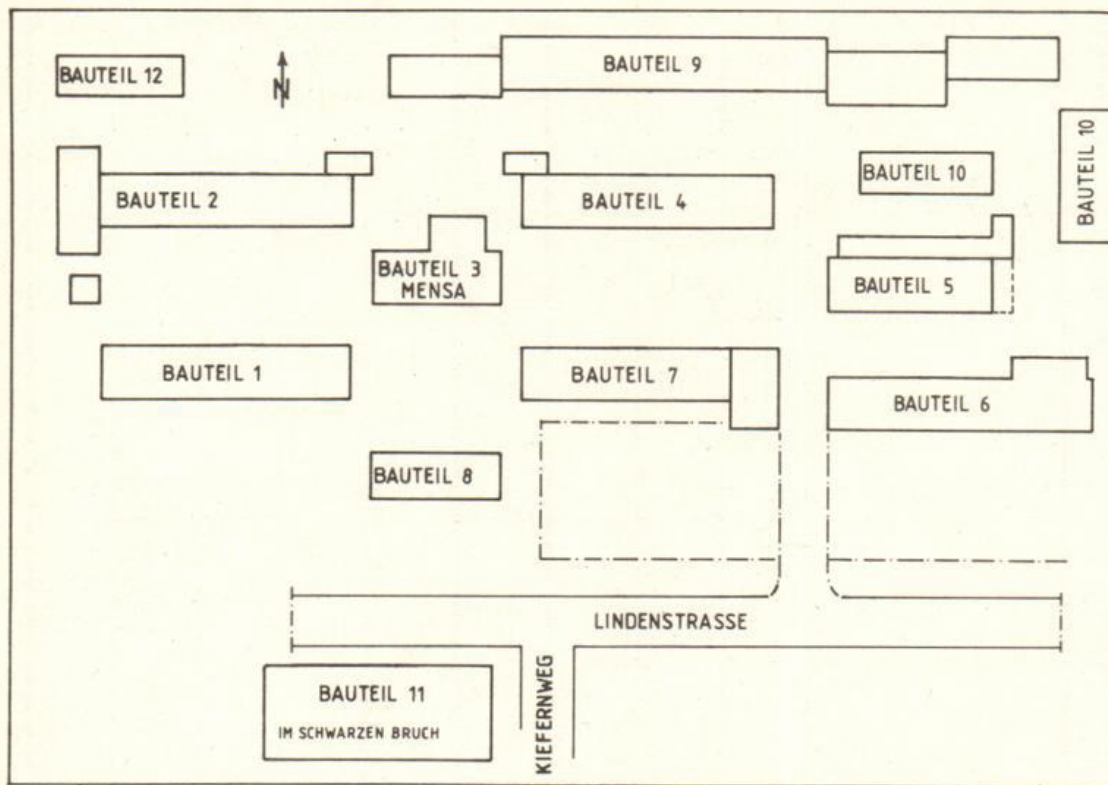 BAUTEIL 12
N
BAUTEIL 9
BAUTEIL 10
BAUTEIL 2
BAUTEIL 4
BAUTEIL 10
BAUTEIL 3
MENSA
BAUTEIL 5
BAUTEIL 1
BAUTEIL 7
BAUTEIL 6
BAUTEIL 8
LINDENSTRASSE
BAUTEIL 11
IM SCHWARZEN BRUCH
KIEFERNWEG